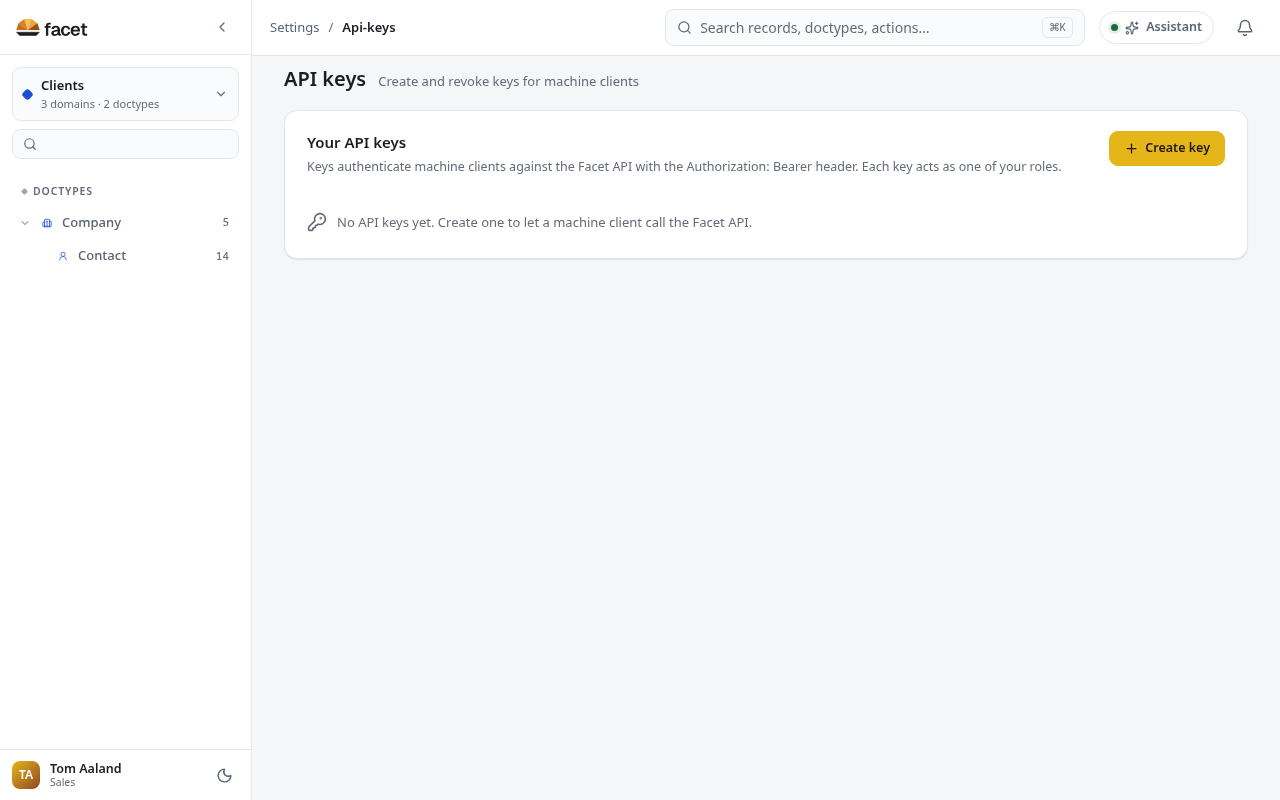 facet
Settings / Api-keys
Search records, doctypes, actions...
⌘K
Assistant
Clients
3 domains · 2 doctypes
API keys Create and revoke keys for machine clients
Your API keys
Keys authenticate machine clients against the Facet API with the Authorization: Bearer header. Each key acts as one of your roles.
Create key
No API keys yet. Create one to let a machine client call the Facet API.
DOCTYPES
Company 5
Contact 14
TA
Tom Aaland
Sales